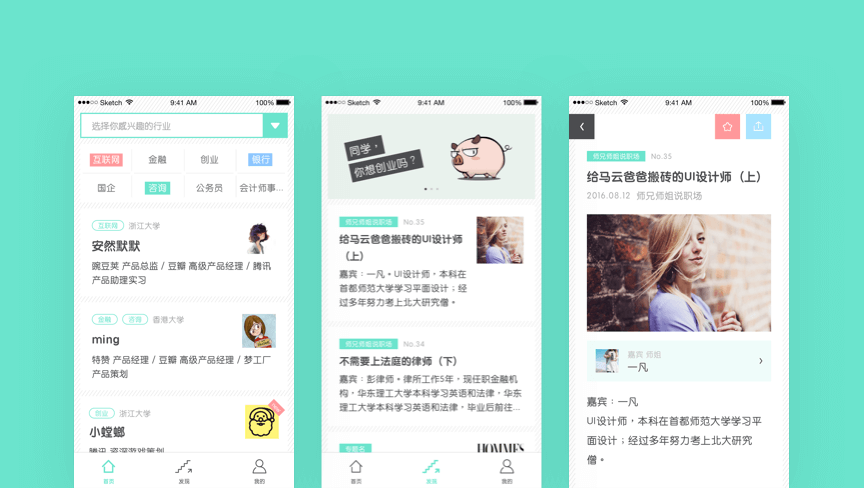 ●●●○○ Sketch 9:41 AM 100%
选择你感兴趣的行业
互联网 金融 创业 银行
国企 咨询 公务员 会计师事...
互联网 浙江大学
安然默默
豌豆荚 产品总监 / 豆瓣 高级产品经理 / 腾讯
产品助理实习
金融 咨询 香港大学
ming
特赞 产品经理 / 豆瓣 高级产品经理 / 梦工厂
产品策划
创业 浙江大学
小螳螂
腾讯 资深游戏策划
首页 发现 我的
●●●○○ Sketch 9:41 AM 100%
同学，
你想创业吗？
师兄师姐说职场 No.35
给马云爸爸搬砖的UI设计师
（上）
嘉宾：一凡。UI设计师，本科在
首都师范大学学习平面设计；经
过多年努力考上北大研究僧。
师兄师姐说职场 No.34
不需要上法庭的律师（下）
嘉宾：彭律师。律所工作5年，现任职金融机
构，华东理工大学本科学习英语和法律，华东
理工大学本科学习英语和法律，毕业后前往...
专题名
HOMMES
首页 发现 我的
●●●○○ Sketch 9:41 AM 100%
师兄师姐说职场 No.35
给马云爸爸搬砖的UI设计师（上）
2016.08.12 师兄师姐说职场
嘉宾 师姐
一凡
嘉宾：一凡
UI设计师，本科在首都师范大学学习平
面设计；经过多年努力考上北大研究
僧。